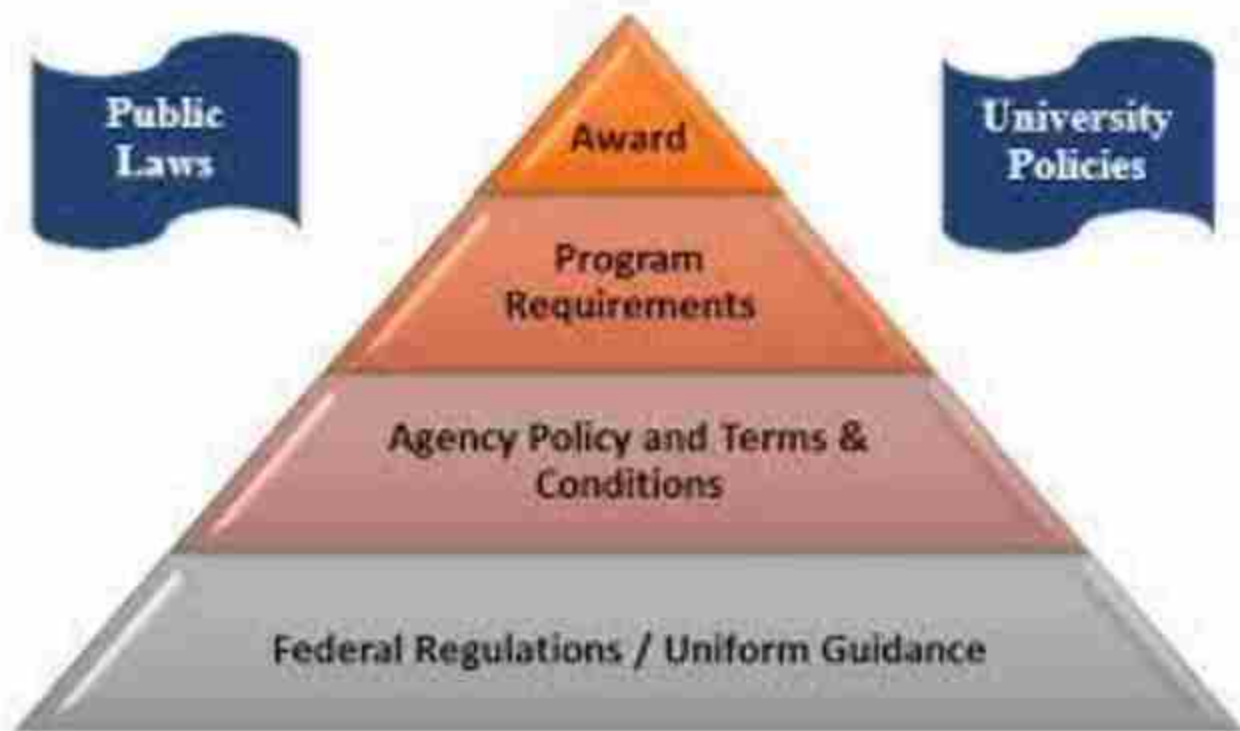 Public
Laws
University
Policies
Award
Program
Requirements
Agency Policy and Terms &
Conditions
Federal Regulations / Uniform Guidance